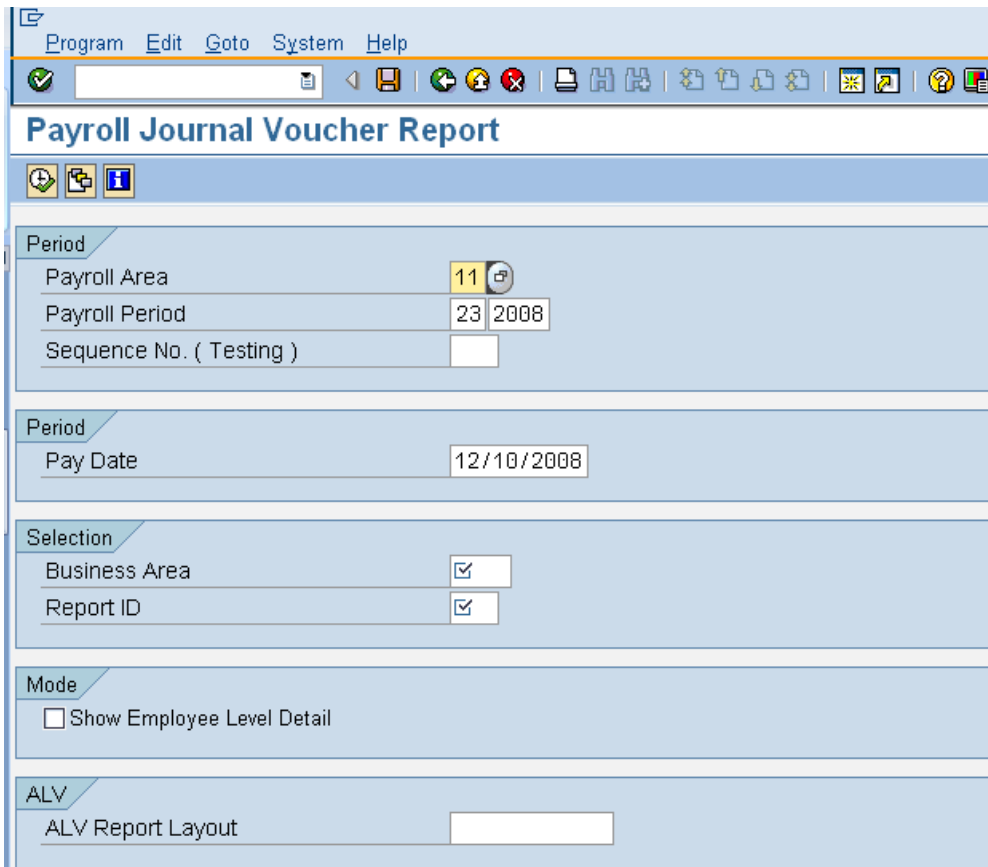 Program Edit Goto System Help
Payroll Journal Voucher Report
Period
Payroll Area 11
Payroll Period 23 2008
Sequence No. ( Testing )
Period
Pay Date 12/10/2008
Selection
Business Area
Report ID
Mode
Show Employee Level Detail
ALV
ALV Report Layout